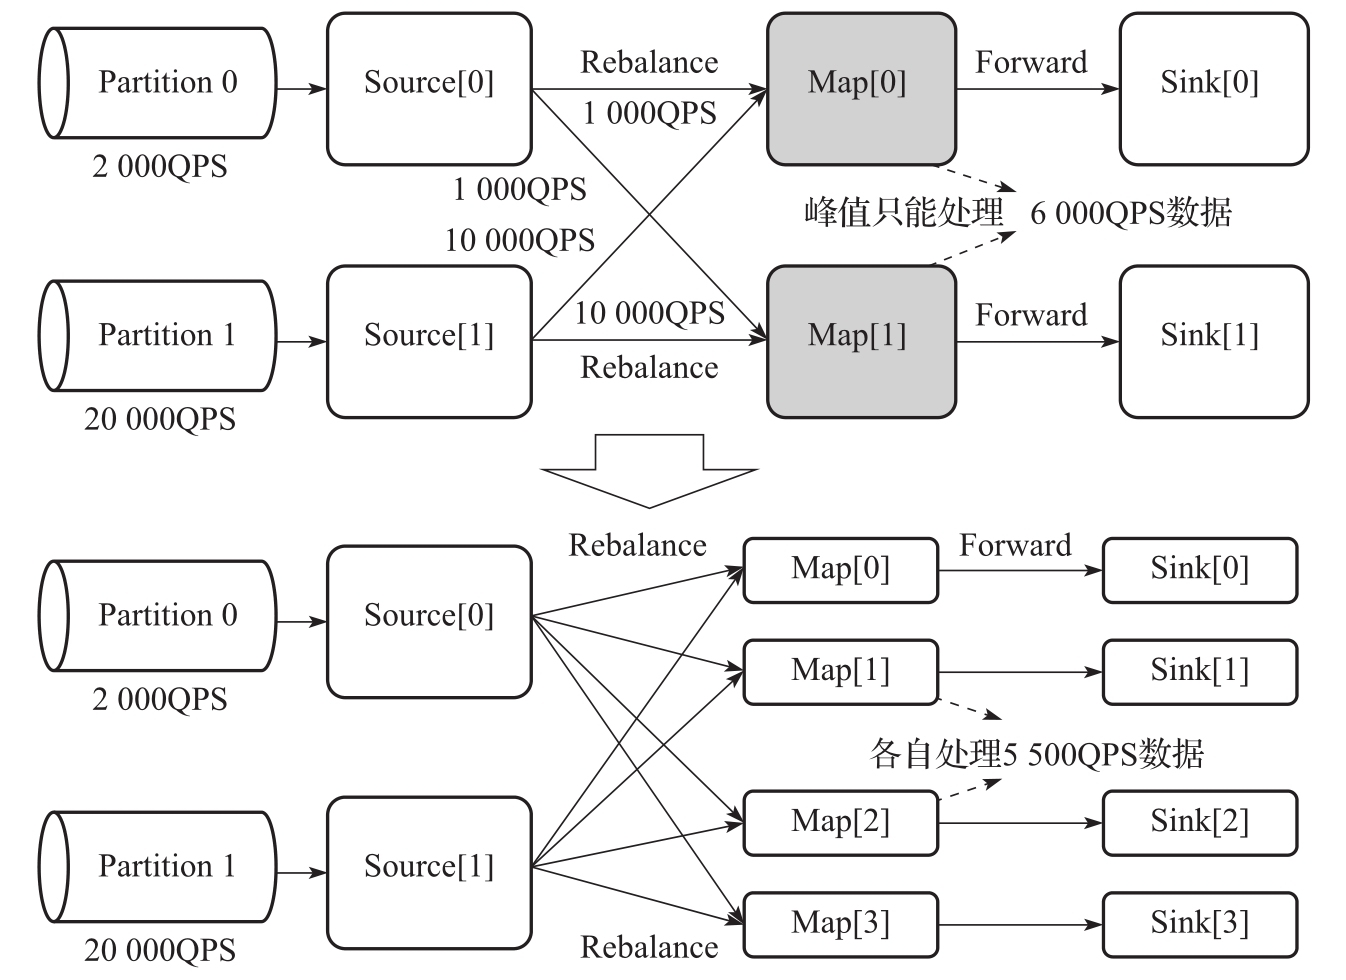 Partition 0
2 000QPS
Source[0]
Rebalance
1 000QPS
Map[0]
Forward
Sink[0]
1 000QPS
10 000QPS
峰值只能处理 6 000QPS数据
Partition 1
20 000QPS
Source[1]
10 000QPS
Rebalance
Map[1]
Forward
Sink[1]
Partition 0
2 000QPS
Source[0]
Rebalance
Map[0]
Forward
Sink[0]
Map[1]
Sink[1]
各自处理5 500QPS数据
Partition 1
20 000QPS
Source[1]
Rebalance
Map[2]
Sink[2]
Map[3]
Sink[3]